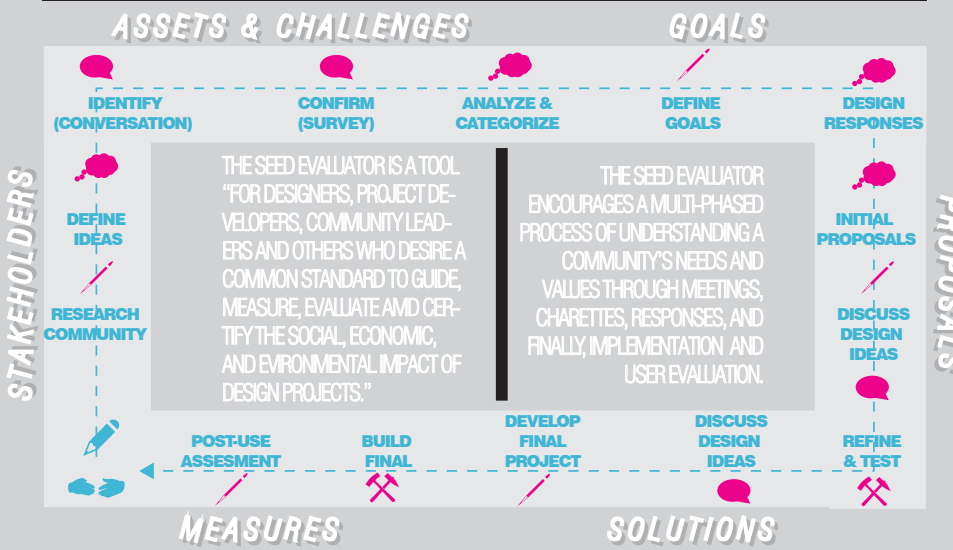 ASSETS & CHALLENGES
GOALS
IDENTIFY
(CONVERSATION)
CONFIRM
(SURVEY)
ANALYZE &
CATEGORIZE
DEFINE
GOALS
DESIGN
RESPONSES
STAKEHOLDERS
DEFINE
IDEAS
RESEARCH
COMMUNITY
THE SEED EVALUATOR IS A TOOL
“FOR DESIGNERS, PROJECT DE-
VELOPERS, COMMUNITY LEAD-
ERS AND OTHERS WHO DESIRE A
COMMON STANDARD TO GUIDE,
MEASURE, EVALUATE AMD CER-
TIFY THE SOCIAL, ECONOMIC,
AND EVIRONMENTAL IMPACT OF
DESIGN PROJECTS.”
THE SEED EVALUATOR
ENCOURAGES A MULTI-PHASED
PROCESS OF UNDERSTANDING A
COMMUNITY’S NEEDS AND
VALUES THROUGH MEETINGS,
CHARETTES, RESPONSES, AND
FINALLY, IMPLEMENTATION AND
USER EVALUATION.
INITIAL
PROPOSALS
DISCUSS
DESIGN
IDEAS
PROPOSALS
POST-USE
ASSESMENT
BUILD
FINAL
DEVELOP
FINAL
PROJECT
DISCUSS
DESIGN
IDEAS
REFINE
& TEST
MEASURES
SOLUTIONS